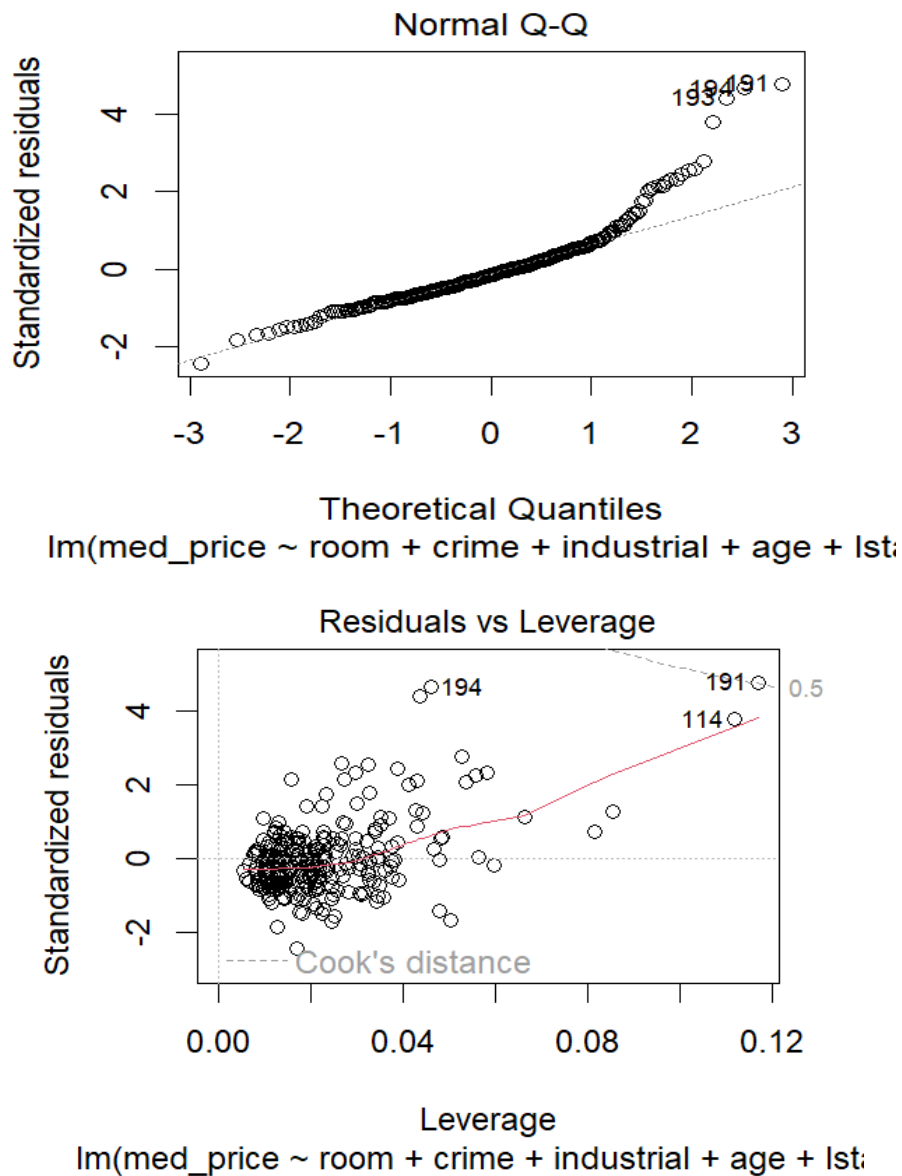 Normal Q-Q
Standardized residuals
4
2
0
-2
193 194 191
-3 -2 -1 0 1 2 3
Theoretical Quantiles
lm(med_price ~ room + crime + industrial + age + lsta
Residuals vs Leverage
Standardized residuals
4
2
0
-2
194
191
0.5
114
Cook's distance
0.00 0.04 0.08 0.12
Leverage
lm(med_price ~ room + crime + industrial + age + lsta